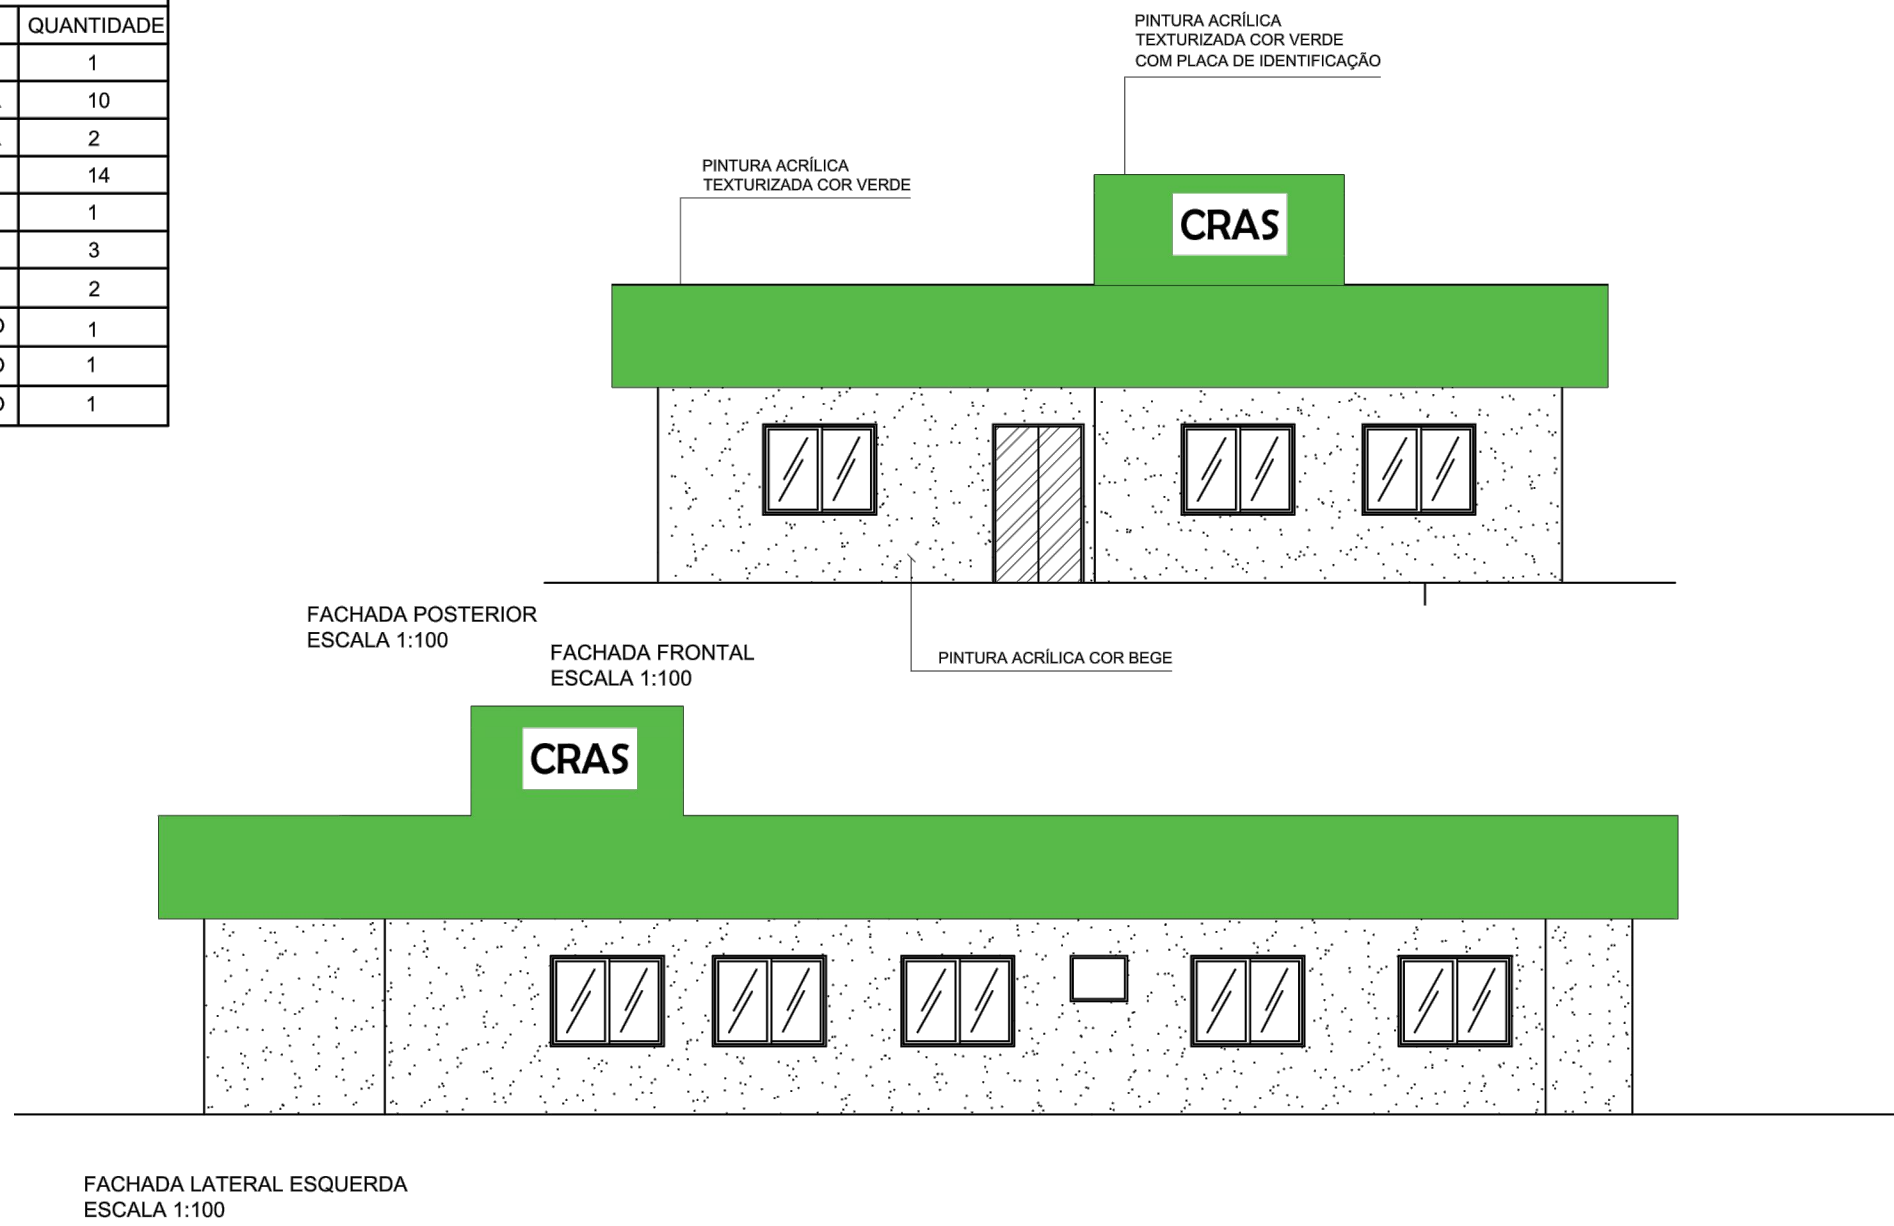 QUANTIDADE
1
10
2
14
1
3
2
1
1
1
PINTURA ACRÍLICA
TEXTURIZADA COR VERDE
COM PLACA DE IDENTIFICAÇÃO
PINTURA ACRÍLICA
TEXTURIZADA COR VERDE
CRAS
FACHADA POSTERIOR
ESCALA 1:100
FACHADA FRONTAL
ESCALA 1:100
PINTURA ACRÍLICA COR BEGE
CRAS
FACHADA LATERAL ESQUERDA
ESCALA 1:100